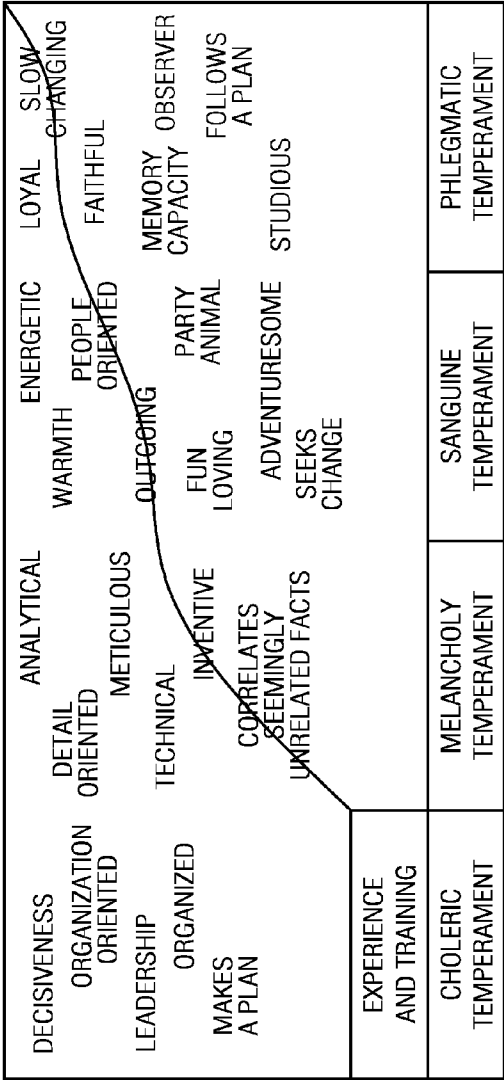 DECISIVENESS
ORGANIZATION
ORIENTED
LEADERSHIP
ORGANIZED
MAKES
A PLAN
EXPERIENCE
AND TRAINING
CHOLERIC
TEMPERAMENT
ANALYTICAL
DETAIL
ORIENTED
METICULOUS
TECHNICAL
INVENTIVE
CORRELATES
SEEMINGLY
UNRELATED FACTS
MELANCHOLY
TEMPERAMENT
ENERGETIC
WARMTH
PEOPLE
ORIENTED
OUTGOING
PARTY
ANIMAL
FUN
LOVING
ADVENTURESOME
SEEKS
CHANGE
SANGUINE
TEMPERAMENT
SLOW
CHANGING
LOYAL
FAITHFUL
OBSERVER
MEMORY
CAPACITY
FOLLOWS
A PLAN
STUDIOUS
PHLEGMATIC
TEMPERAMENT